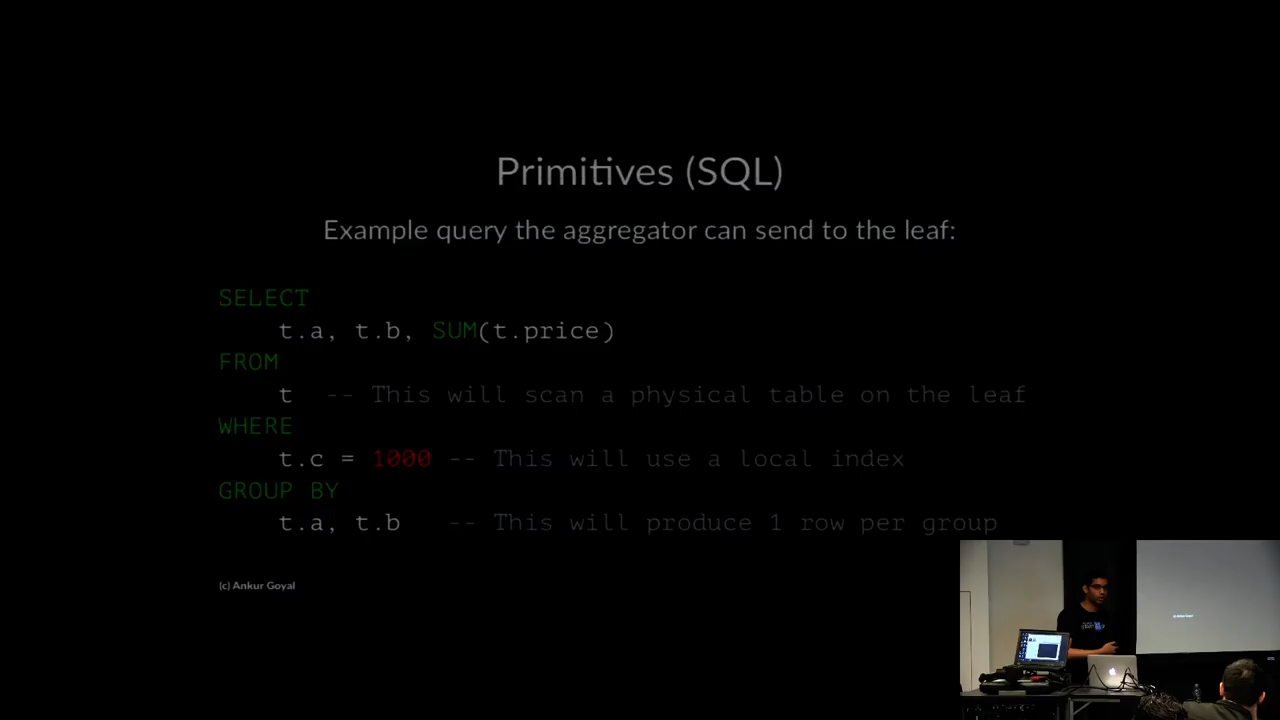 Primitives (SQL)
Example query the aggregator can send to the leaf:
SELECT
t.a, t.b, SUM(t.price)
FROM
t -- This will scan a physical table on the leaf
WHERE
t.c = 1000 -- This will use a local index
GROUP BY
t.a, t.b -- This will produce 1 row per group
(c) Ankur Goyal